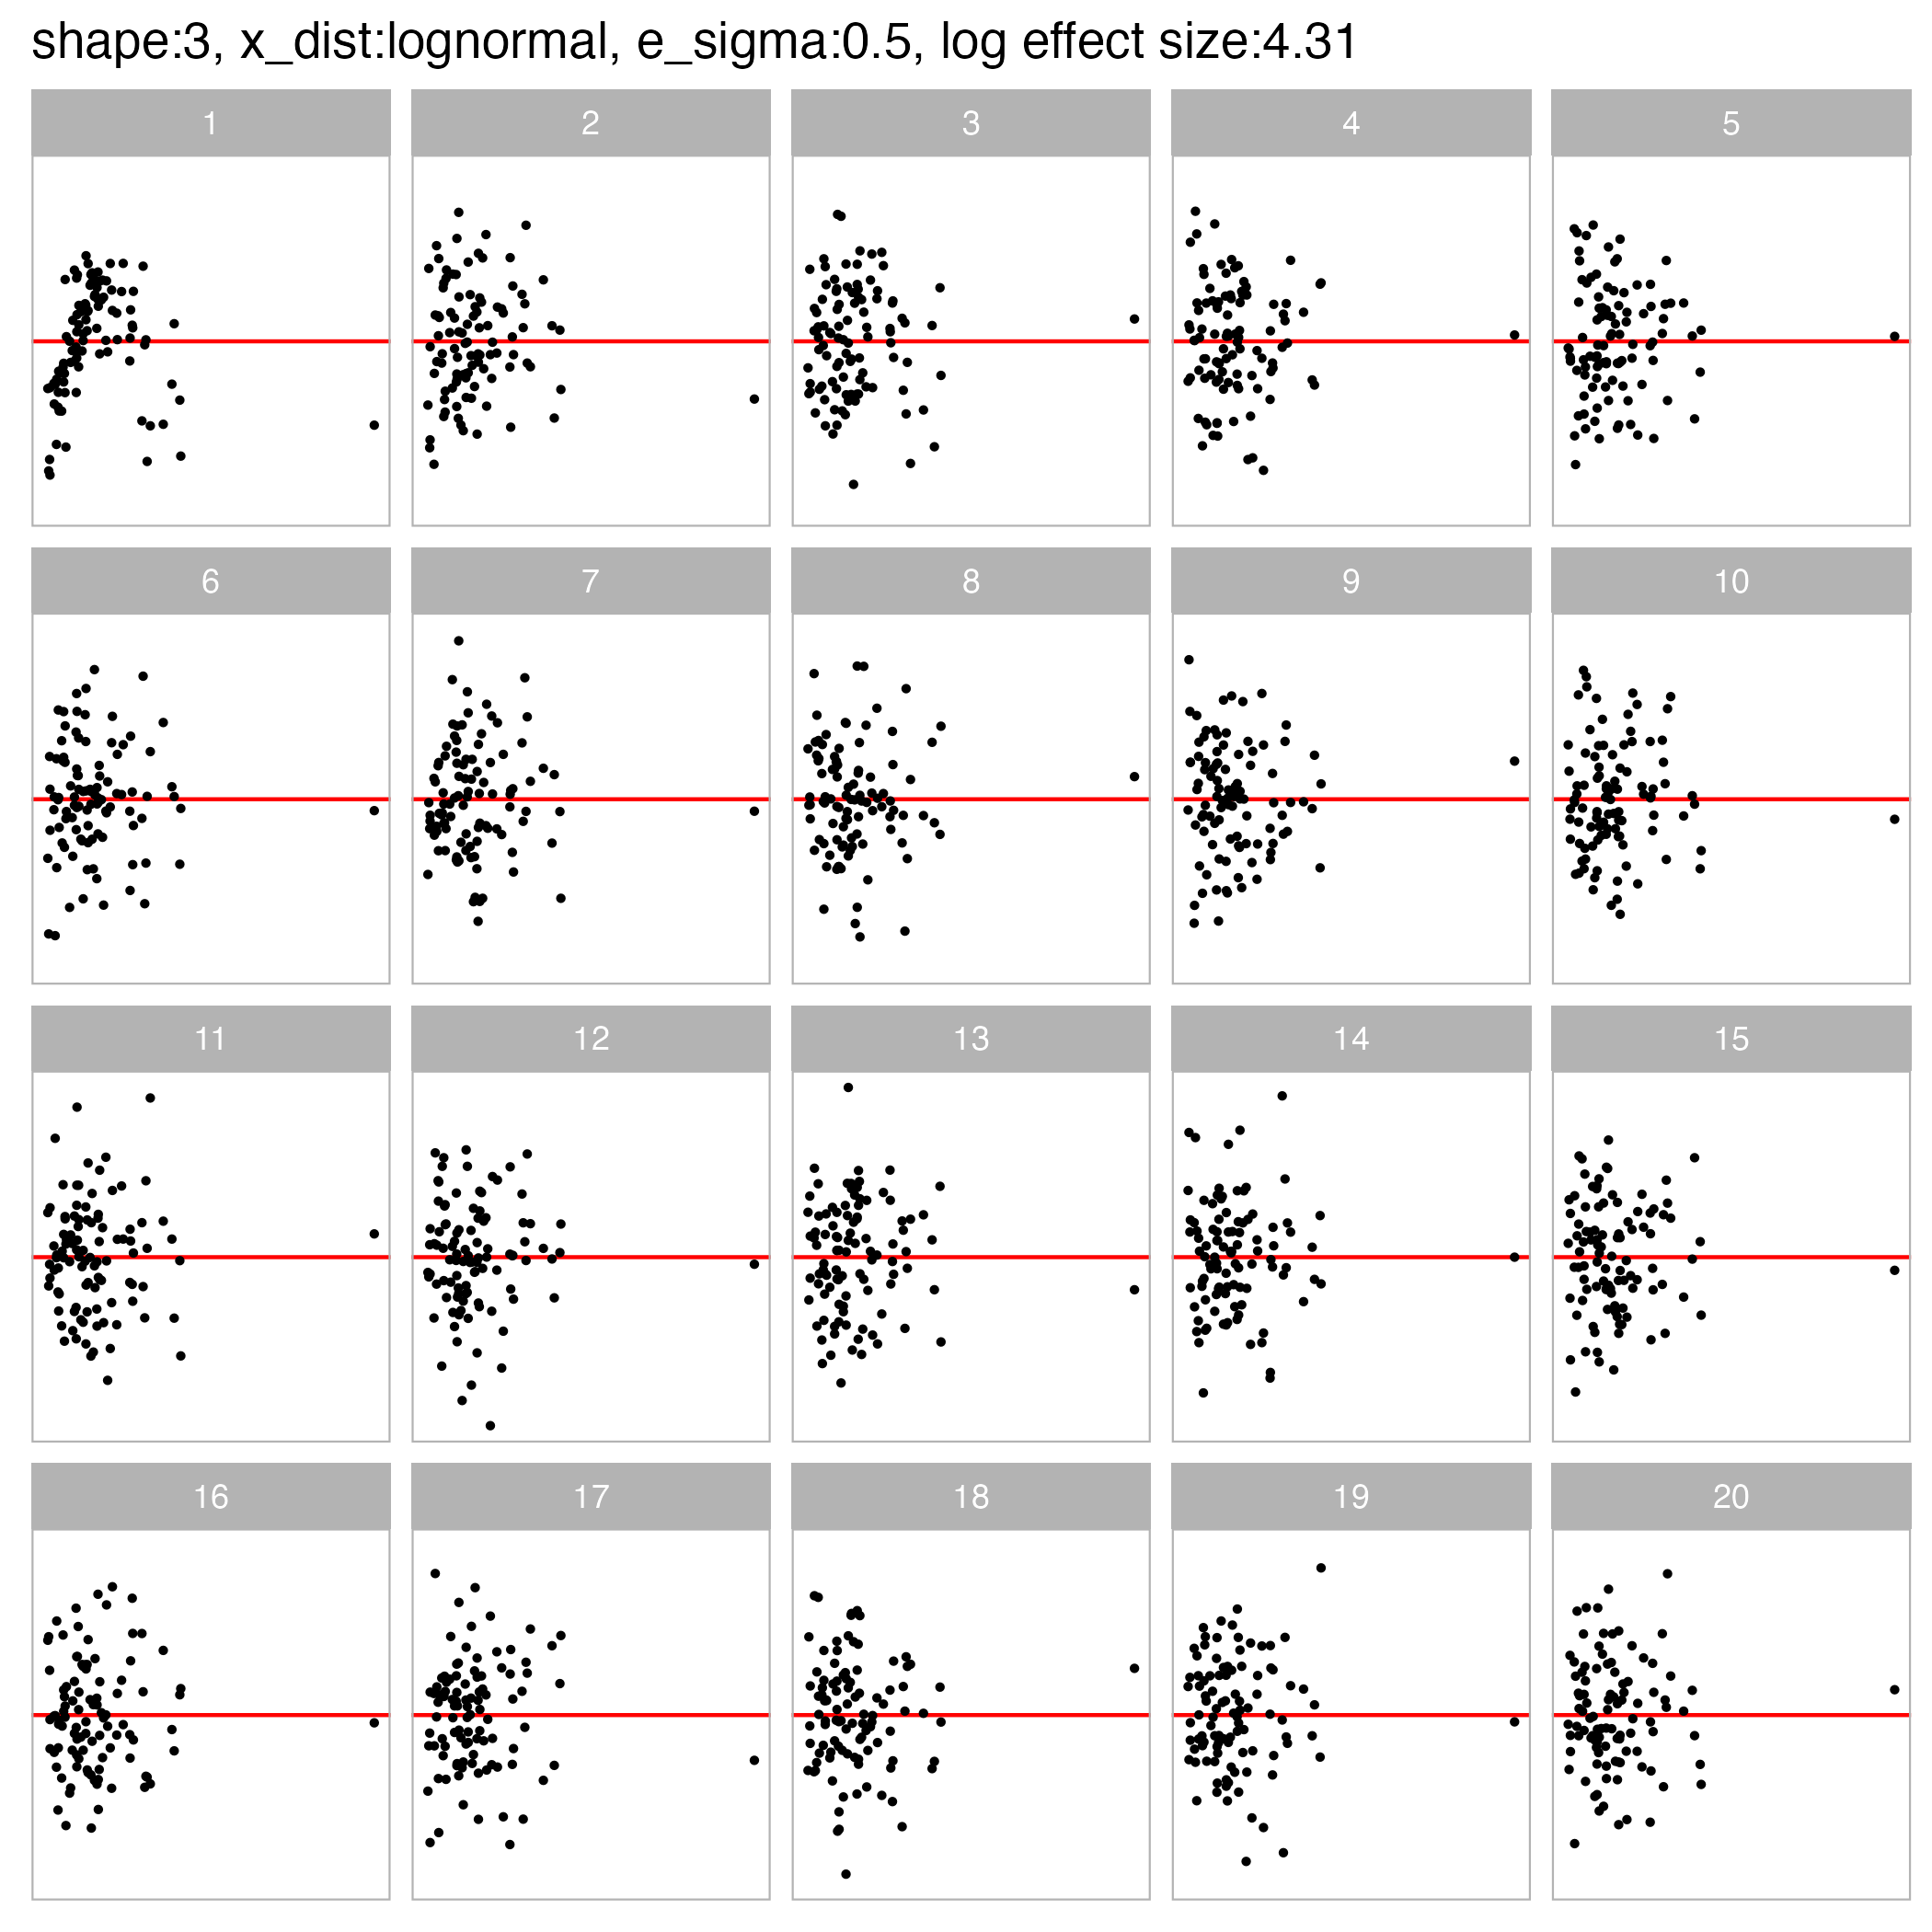 shape:3, x_dist:lognormal, e_sigma:0.5, log effect size:4.31
1 2 3 4 5
6 7 8 9 10
11 12 13 14 15
16 17 18 19 20